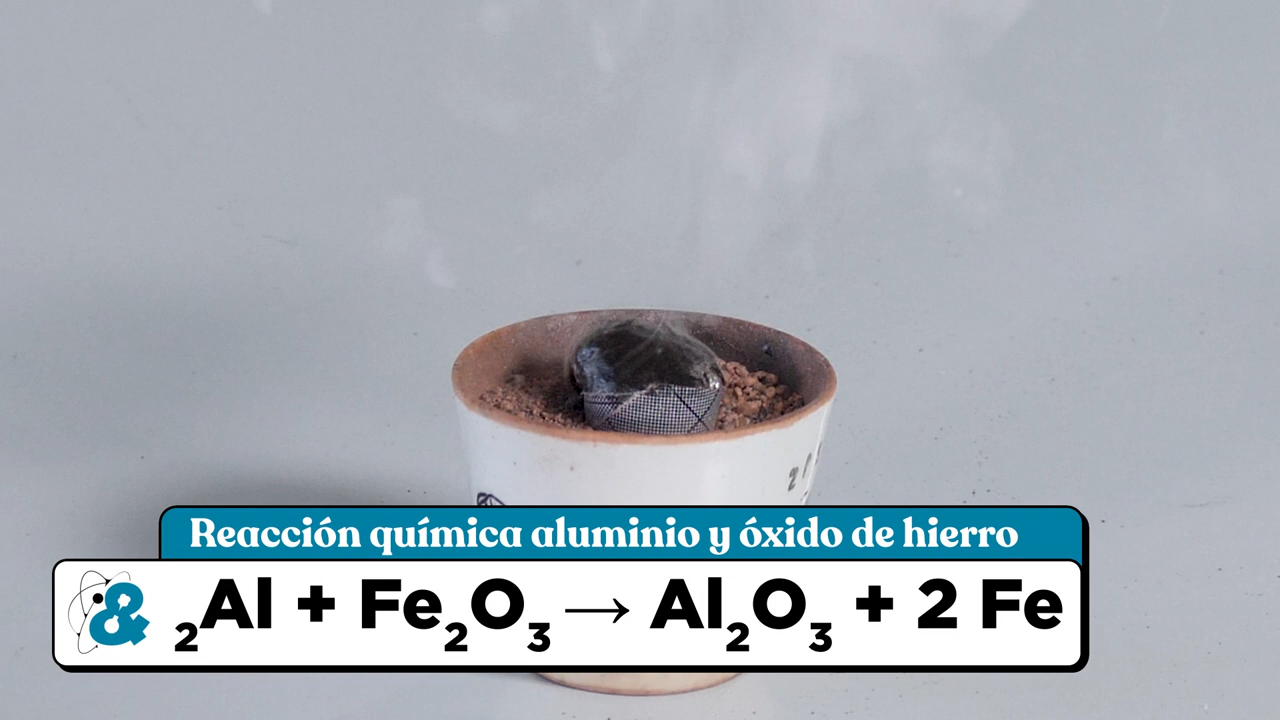 Reacción química aluminio y óxido de hierro
& ₂Al + Fe₂O₃ → Al₂O₃ + 2 Fe